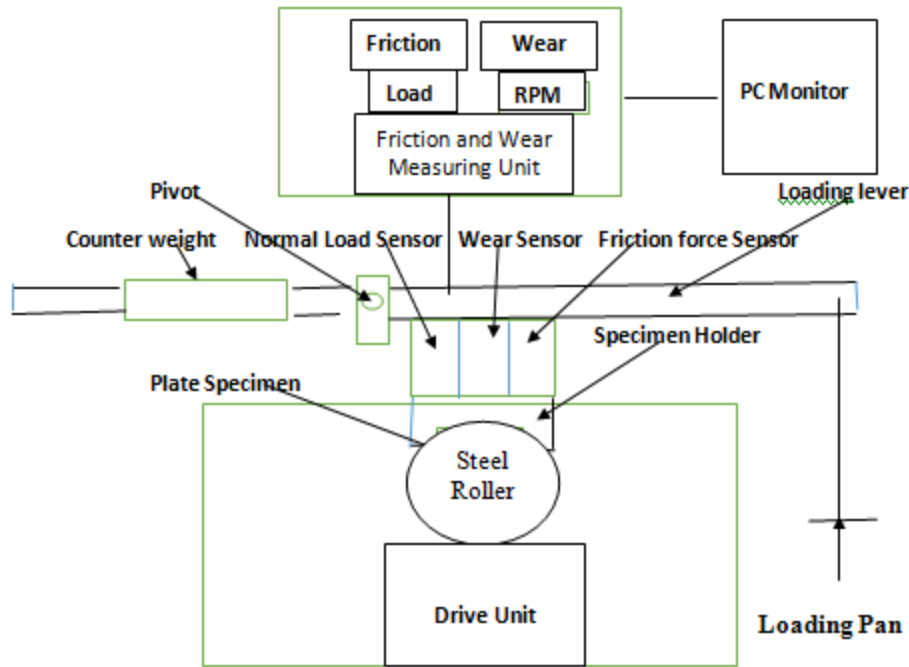 Friction
Wear
Load
RPM
PC Monitor
Friction and Wear
Measuring Unit
Pivot
Loading lever
Counter weight
Normal Load Sensor
Wear Sensor
Friction force Sensor
Specimen Holder
Plate Specimen
Steel
Roller
Drive Unit
Loading Pan